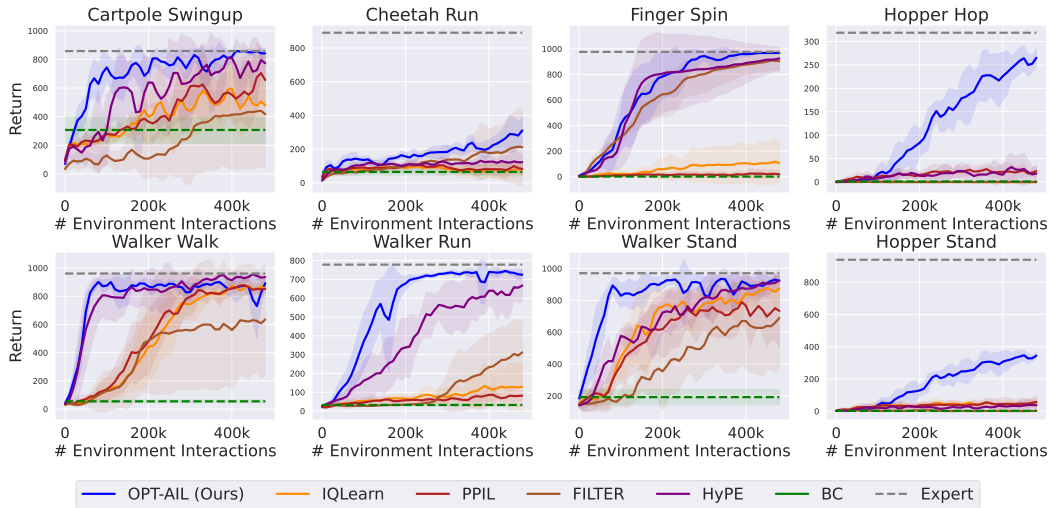 Cartpole Swingup
Cheetah Run
Finger Spin
Hopper Hop
Return
1000
800
600
400
200
0
800
600
400
200
0
1000
800
600
400
200
0
300
250
200
150
100
50
0
0 200k 400k
0 200k 400k
0 200k 400k
0 200k 400k
# Environment Interactions
# Environment Interactions
# Environment Interactions
# Environment Interactions
Walker Walk
Walker Run
Walker Stand
Hopper Stand
Return
1000
800
600
400
200
0
800
700
600
500
400
300
200
100
0
1000
800
600
400
200
800
600
400
200
0
0 200k 400k
0 200k 400k
0 200k 400k
0 200k 400k
# Environment Interactions
# Environment Interactions
# Environment Interactions
# Environment Interactions
OPT-AIL (Ours) IQLearn PPIL FILTER HyPE BC Expert